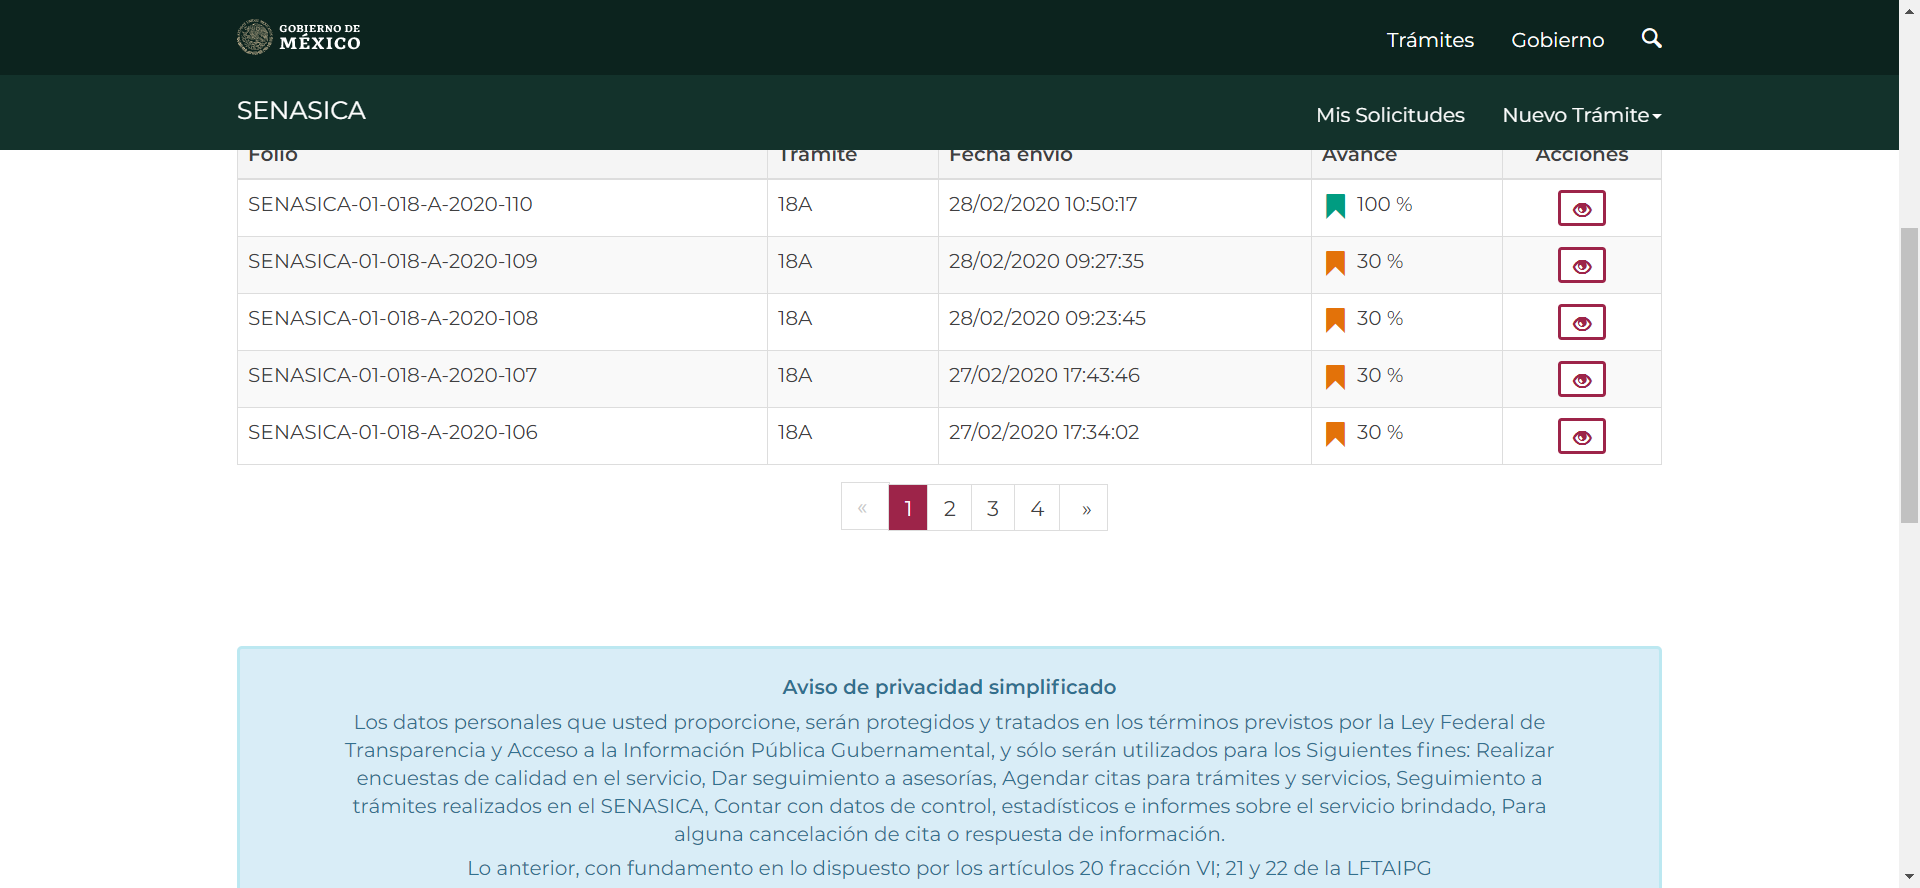 GOBIERNO DE
MÉXICO
Trámites Gobierno
SENASICA
Mis Solicitudes Nuevo Trámite
Folio Trámite Fecha envío Avance Acciones
SENASICA-01-018-A-2020-110 18A 28/02/2020 10:50:17 100 %
SENASICA-01-018-A-2020-109 18A 28/02/2020 09:27:35 30 %
SENASICA-01-018-A-2020-108 18A 28/02/2020 09:23:45 30 %
SENASICA-01-018-A-2020-107 18A 27/02/2020 17:43:46 30 %
SENASICA-01-018-A-2020-106 18A 27/02/2020 17:34:02 30 %
« 1 2 3 4 »
Aviso de privacidad simplificado
Los datos personales que usted proporcione, serán protegidos y tratados en los términos previstos por la Ley Federal de
Transparencia y Acceso a la Información Pública Gubernamental, y sólo serán utilizados para los Siguientes fines: Realizar
encuestas de calidad en el servicio, Dar seguimiento a asesorías, Agendar citas para trámites y servicios, Seguimiento a
trámites realizados en el SENASICA, Contar con datos de control, estadísticos e informes sobre el servicio brindado, Para
alguna cancelación de cita o respuesta de información.
Lo anterior, con fundamento en lo dispuesto por los artículos 20 fracción VI; 21 y 22 de la LFTAIPG